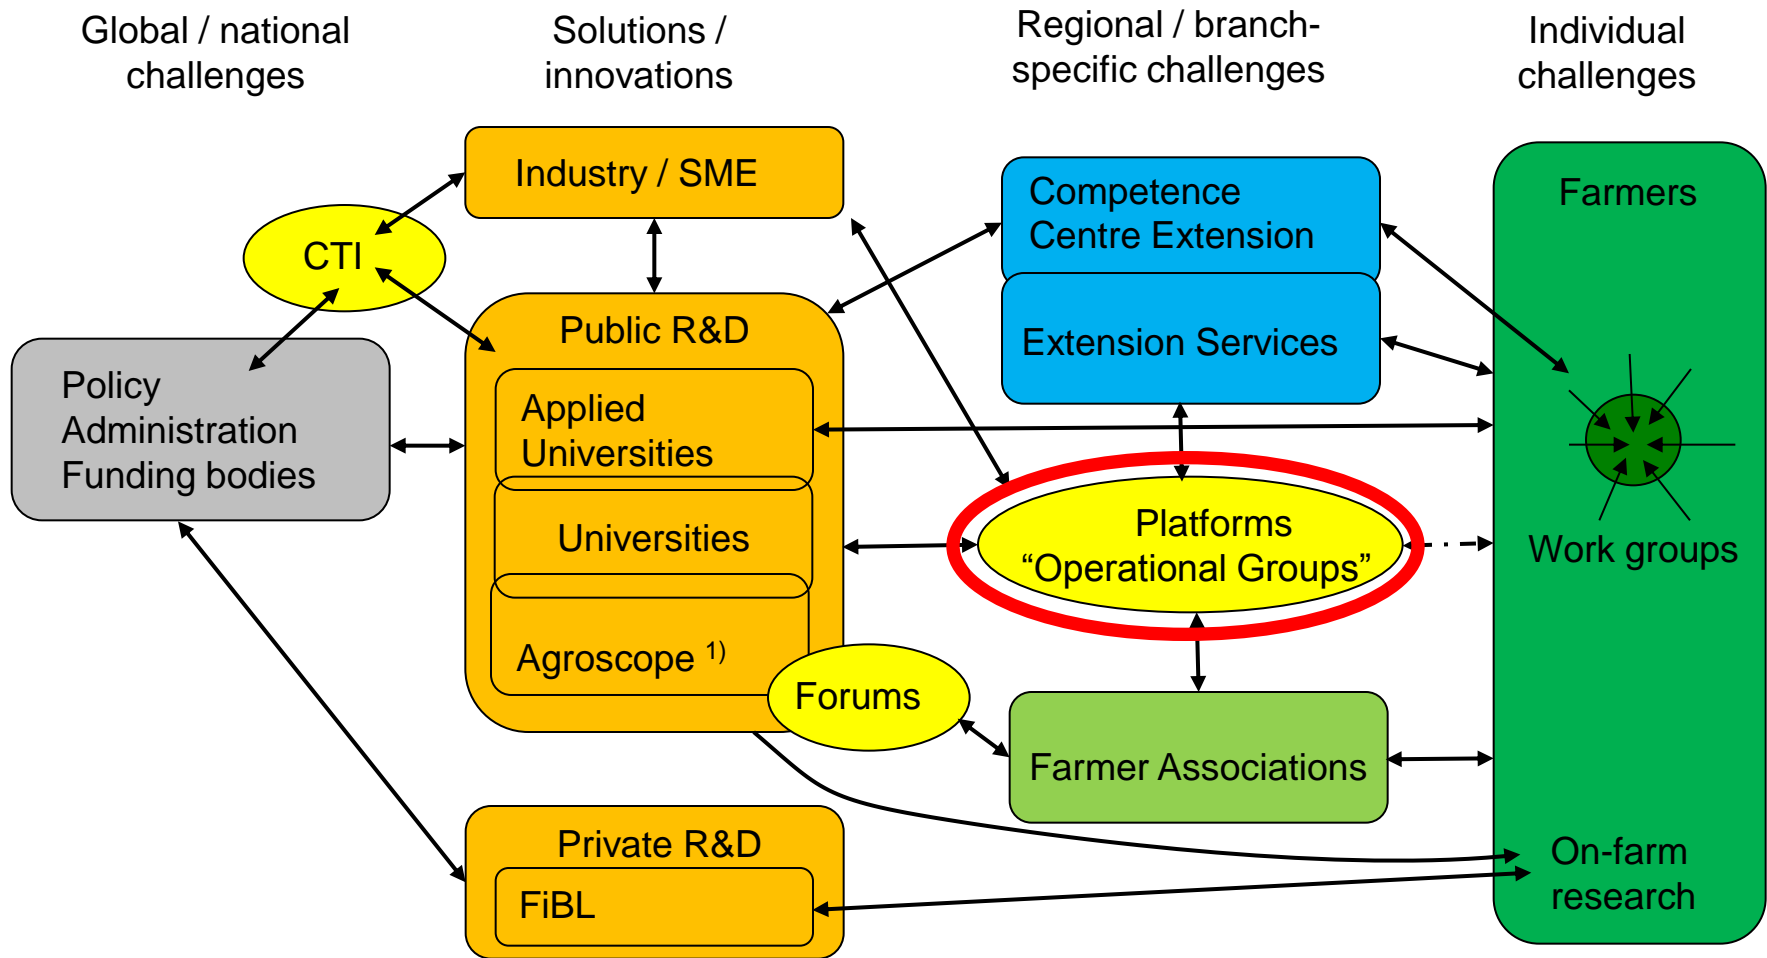 Global / national
challenges
Solutions /
innovations
Regional / branch-
specific challenges
Individual
challenges
Industry / SME
CTI
Public R&D
Policy
Administration
Funding bodies
Applied
Universities
Universities
Agroscope 1)
Forums
Private R&D
FiBL
Competence
Centre Extension
Extension Services
Platforms
“Operational Groups”
Farmer Associations
Farmers
Work groups
On-farm
research